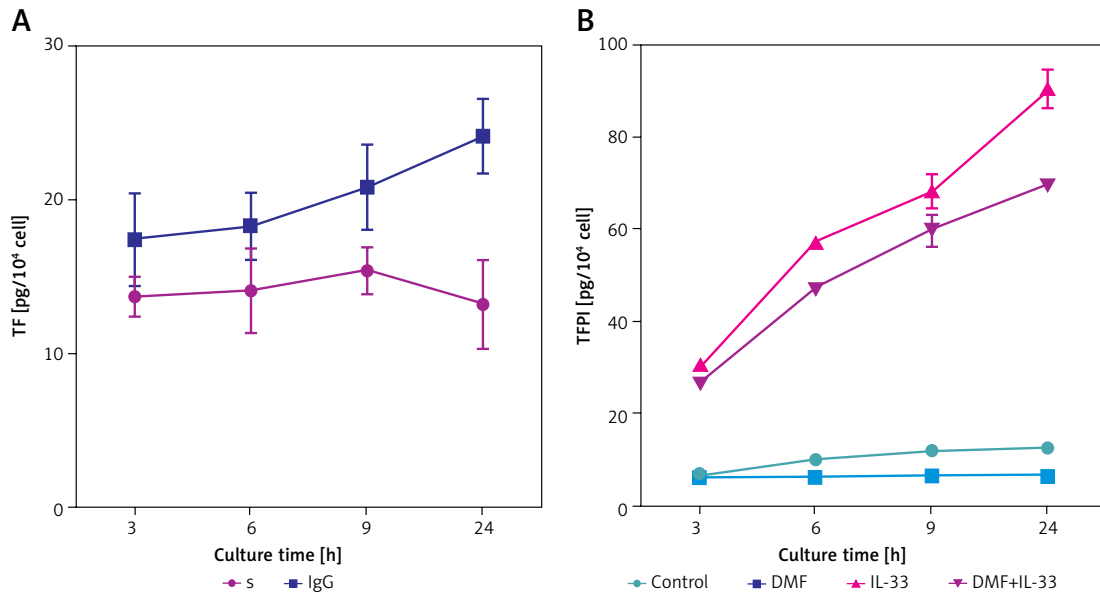 A
TF [pg/10⁴ cell]
30
20
10
0
3 6 9 24
Culture time [h]
s IgG
B
TFPI [pg/10⁴ cell]
100
80
60
40
20
0
3 6 9 24
Culture time [h]
Control DMF IL-33 DMF+IL-33